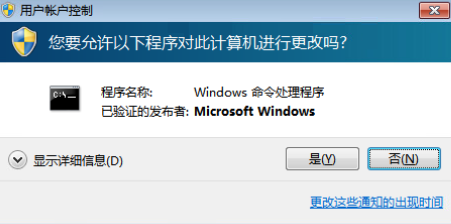 用户帐户控制
您要允许以下程序对此计算机进行更改吗?
C:\_
程序名称: Windows 命令处理程序
已验证的发布者: Microsoft Windows
显示详细信息(D) 是(Y) 否(N)
更改这些通知的出现时间